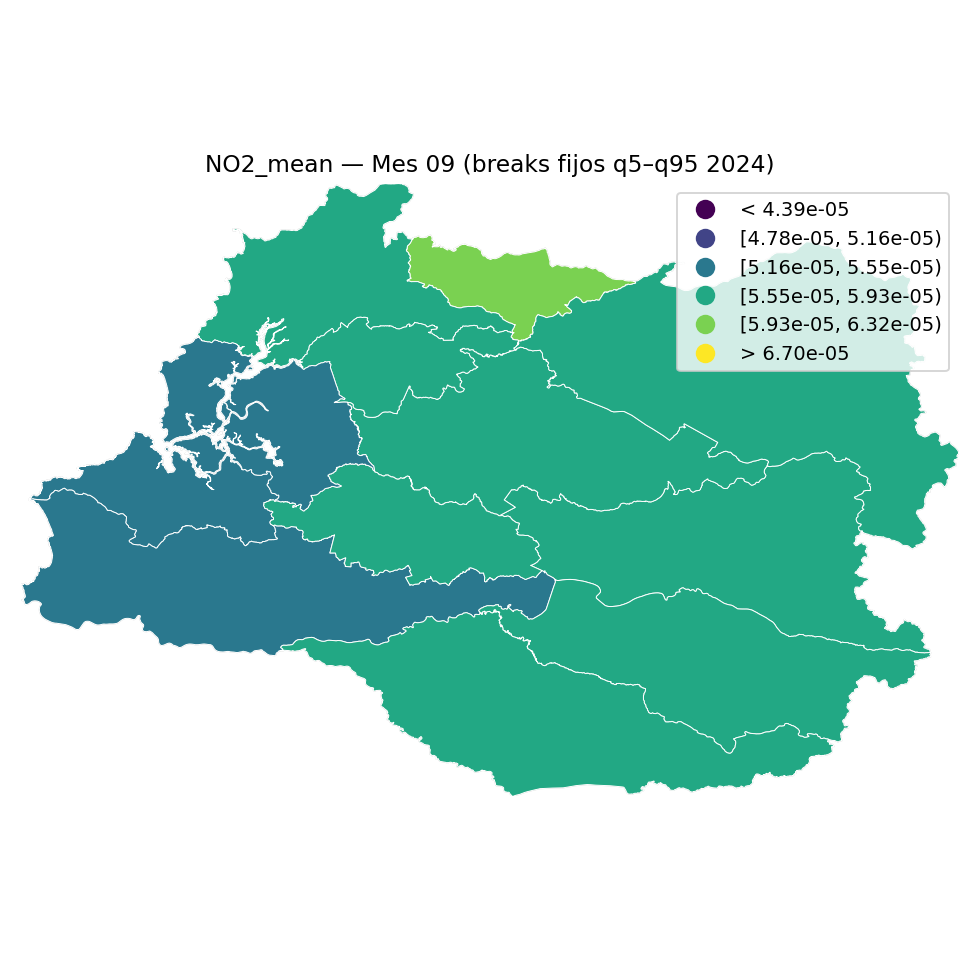 NO2_mean — Mes 09 (breaks fijos q5–q95 2024)
< 4.39e-05
[4.78e-05, 5.16e-05)
[5.16e-05, 5.55e-05)
[5.55e-05, 5.93e-05)
[5.93e-05, 6.32e-05)
> 6.70e-05